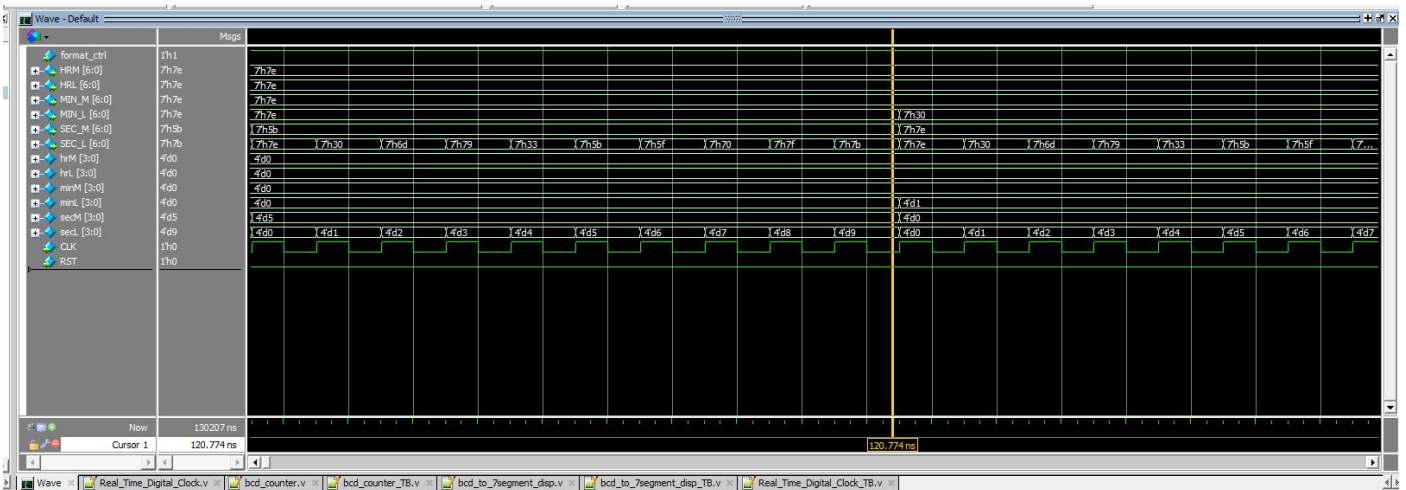 Wave - Default
Msgs
format_ctrl 1'h1
HRM [6:0] 7'h7e 7'h7e
HRL [6:0] 7'h7e 7'h7e
MIN_M [6:0] 7'h7e 7'h7e
MIN_L [6:0] 7'h7e 7'h7e 7'h30
SEC_M [6:0] 7'h5b 7'h5b 7'h7e
SEC_L [6:0] 7'h7b 7'h7e 7'h30 7'h6d 7'h79 7'h33 7'h5b 7'h5f 7'h70 7'h7f 7'h7b 7'h7e 7'h30 7'h6d 7'h79 7'h33 7'h5b 7'h5f 7...
hrM [3:0] 4'd0 4'd0
hrL [3:0] 4'd0 4'd0
minM [3:0] 4'd0 4'd0
minL [3:0] 4'd0 4'd0 4'd1
secM [3:0] 4'd5 4'd5 4'd0
secL [3:0] 4'd9 4'd0 4'd1 4'd2 4'd3 4'd4 4'd5 4'd6 4'd7 4'd8 4'd9 4'd0 4'd1 4'd2 4'd3 4'd4 4'd5 4'd6 4'd7
CLK 1'h0
RST 1'h0
Now 130207 ns
Cursor 1 120.774 ns 120.774 ns
Wave Real_Time_Digital_Clock.v bcd_counter.v bcd_counter_TB.v bcd_to_7segment_disp.v bcd_to_7segment_disp_TB.v Real_Time_Digital_Clock_TB.v